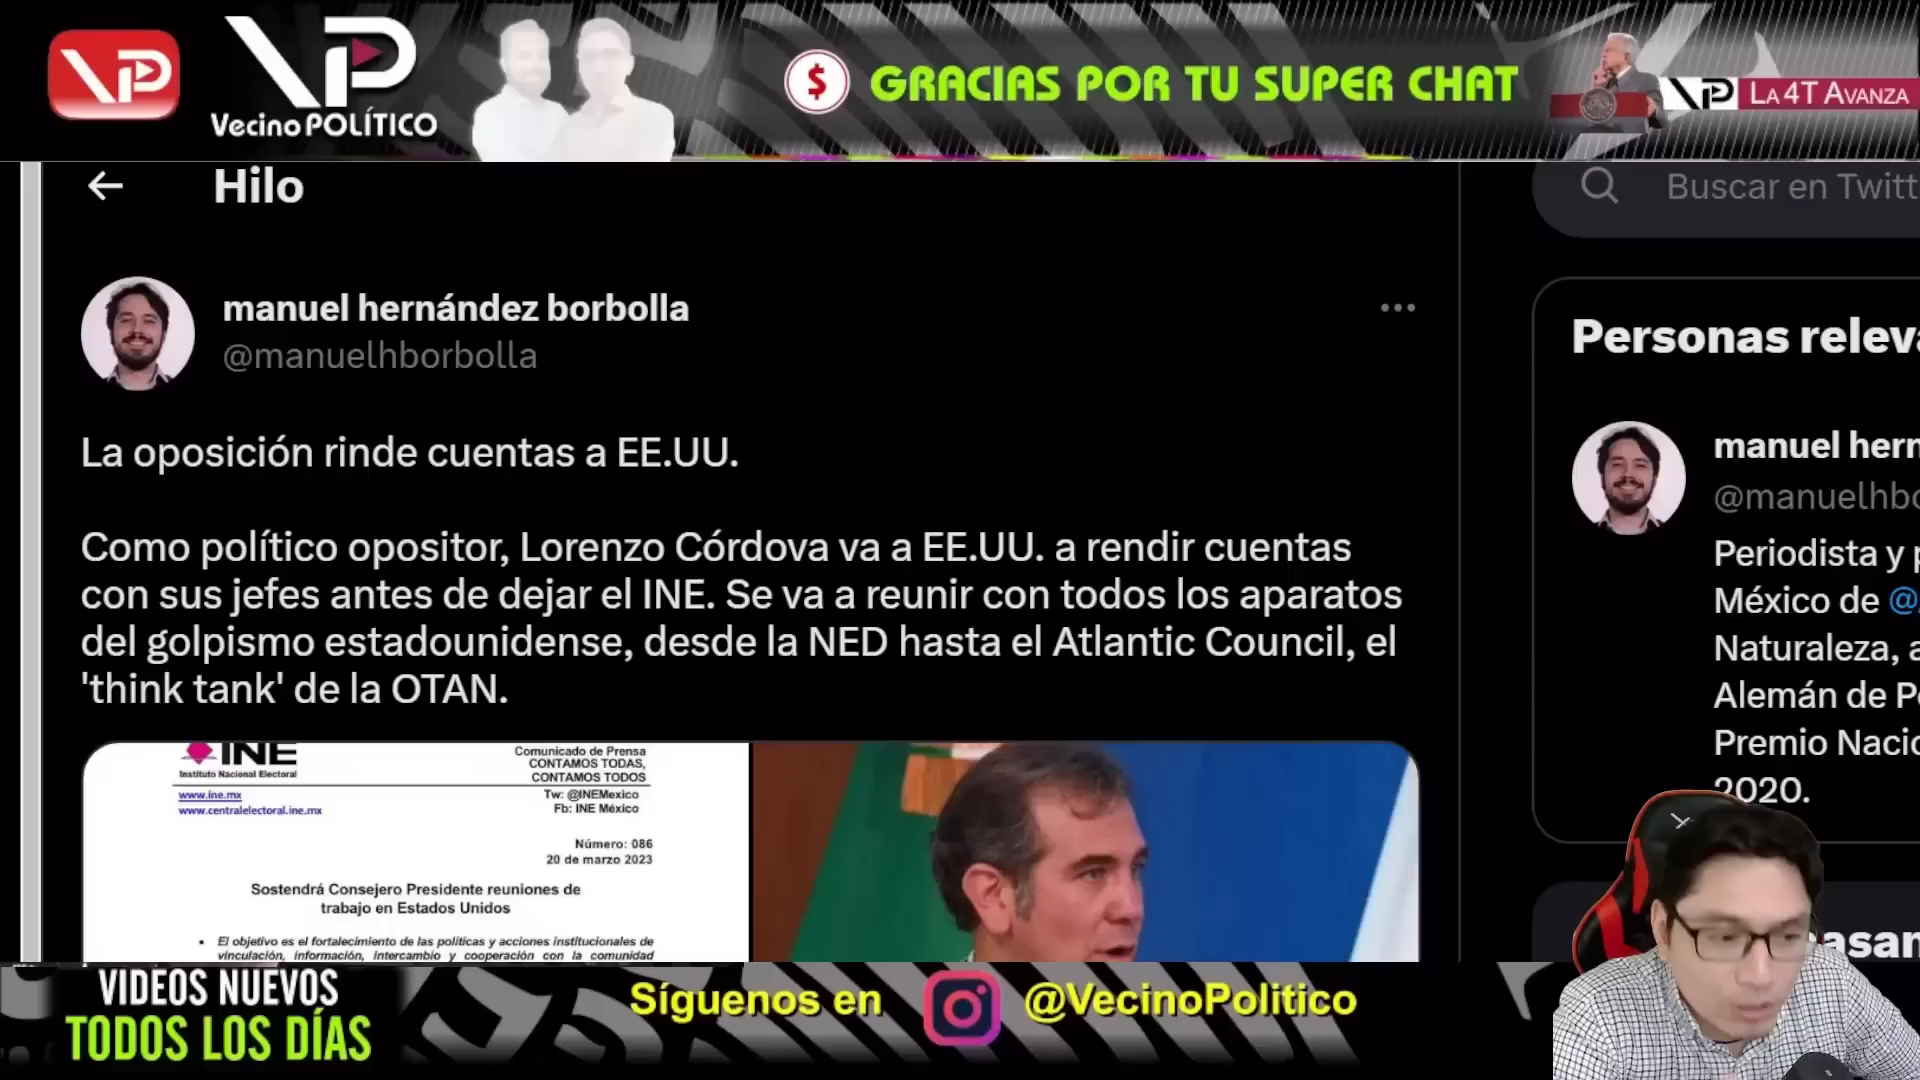 VP
VP
Vecino POLÍTICO
$ GRACIAS POR TU SUPER CHAT
VP LA 4T AVANZA
Hilo
Buscar en Twitt
manuel hernández borbolla
@manuelhborbolla
La oposición rinde cuentas a EE.UU.
Como político opositor, Lorenzo Córdova va a EE.UU. a rendir cuentas
con sus jefes antes de dejar el INE. Se va a reunir con todos los aparatos
del golpismo estadounidense, desde la NED hasta el Atlantic Council, el
'think tank' de la OTAN.
INE
Instituto Nacional Electoral
www.ine.mx
www.centralelectoral.ine.mx
Comunicado de Prensa
CONTAMOS TODAS,
CONTAMOS TODOS
Tw: @INEMexico
Fb: INE México
Número: 086
20 de marzo 2023
Sostendrá Consejero Presidente reuniones de
trabajo en Estados Unidos
• El objetivo es el fortalecimiento de las políticas y acciones institucionales de
vinculación, información, intercambio y cooperación con la comunidad
Personas releva
manuel hern
@manuelhbo
Periodista y p
México de @
Naturaleza, a
Alemán de Pe
Premio Nacio
2020.
asan
VIDEOS NUEVOS
TODOS LOS DÍAS
Síguenos en @VecinoPolitico